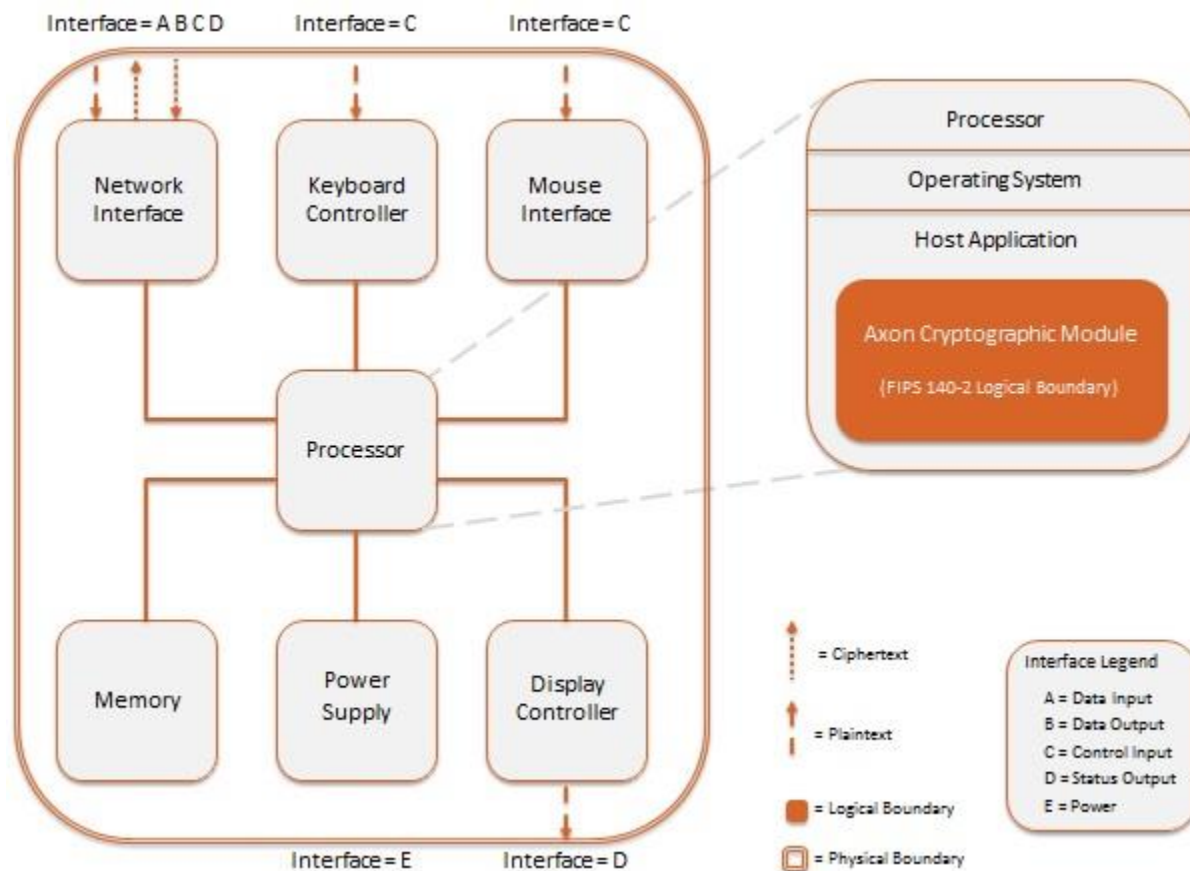 Interface = A B C D
Interface = C
Interface = C
Network
Interface
Keyboard
Controller
Mouse
Interface
Processor
Memory
Power
Supply
Display
Controller
Interface = E
Interface = D
Processor
Operating System
Host Application
Axon Cryptographic Module
(FIPS 140-2 Logical Boundary)
= Ciphertext
= Plaintext
= Logical Boundary
= Physical Boundary
Interface Legend
A = Data Input
B = Data Output
C = Control Input
D = Status Output
E = Power